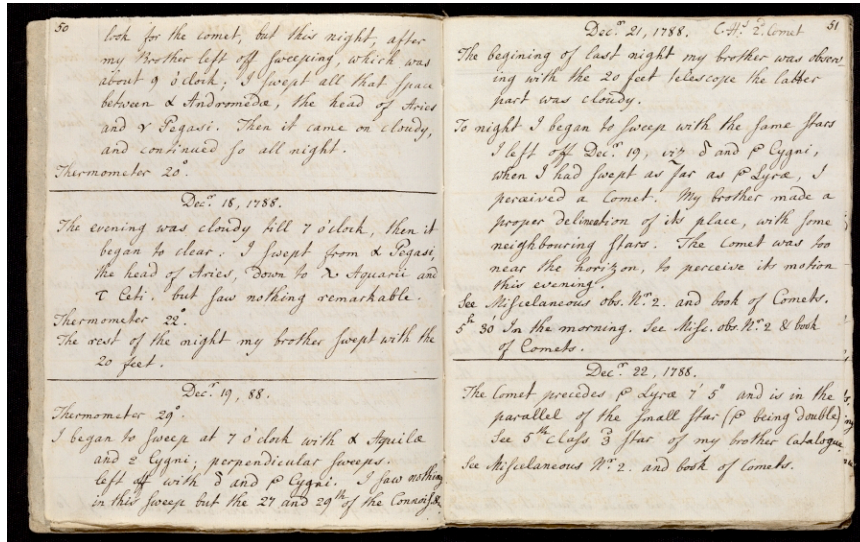 50
look for the comet, but this night, after
my Brother left off Sweeping, which was
about 9 o'clock; I swept all that space
between α Andromedæ, the head of Aries
and γ Pegasi. Then it came on cloudy,
and continued so all night.
Thermometer 20°.
Dec.r 18, 1788.
The evening was cloudy till 7 o'clock, then it
began to clear. I swept from α Pegasi,
the head of Aries, down to λ Aquarii and
τ Ceti. but saw nothing remarkable.
Thermometer 22°.
The rest of the night my brother swept with the
20 feet.
Dec.r 19, 88.
Thermometer 29°.
I began to sweep at 7 o'clock with α Aquilæ
and 2 Cygni; perpendicular sweeps.
left off with δ and β Cygni. I saw nothing
in this sweep but the 27 and 29th of the
51
Dec.r 21, 1788. C.H.s 2.d Comet
The begining of last night my brother was observ-
ing with the 20 feet telescope the latter
part was cloudy.
To night I began to sweep with the same stars
I left off Dec.r 19, viz δ and β Cygni,
when I had swept as far as β Lyræ, I
perceived a Comet. My brother made a
proper delineation of its place, with some
neighbouring stars. The Comet was too
near the horizon, to perceive its motion
this evening.
See Miscelaneous obs. N.r 2. and book of Comets.
5h 30' In the morning. See Misc. obs. N.r 2 & book
of Comets.
Dec.r 22, 1788.
The Comet precedes β Lyræ 7' 5" and is in the
parallel of the small star (β being double)
See 5th class 3 star of my brother Catalogue
See Miscelaneous N.r 2. and book of Comets.